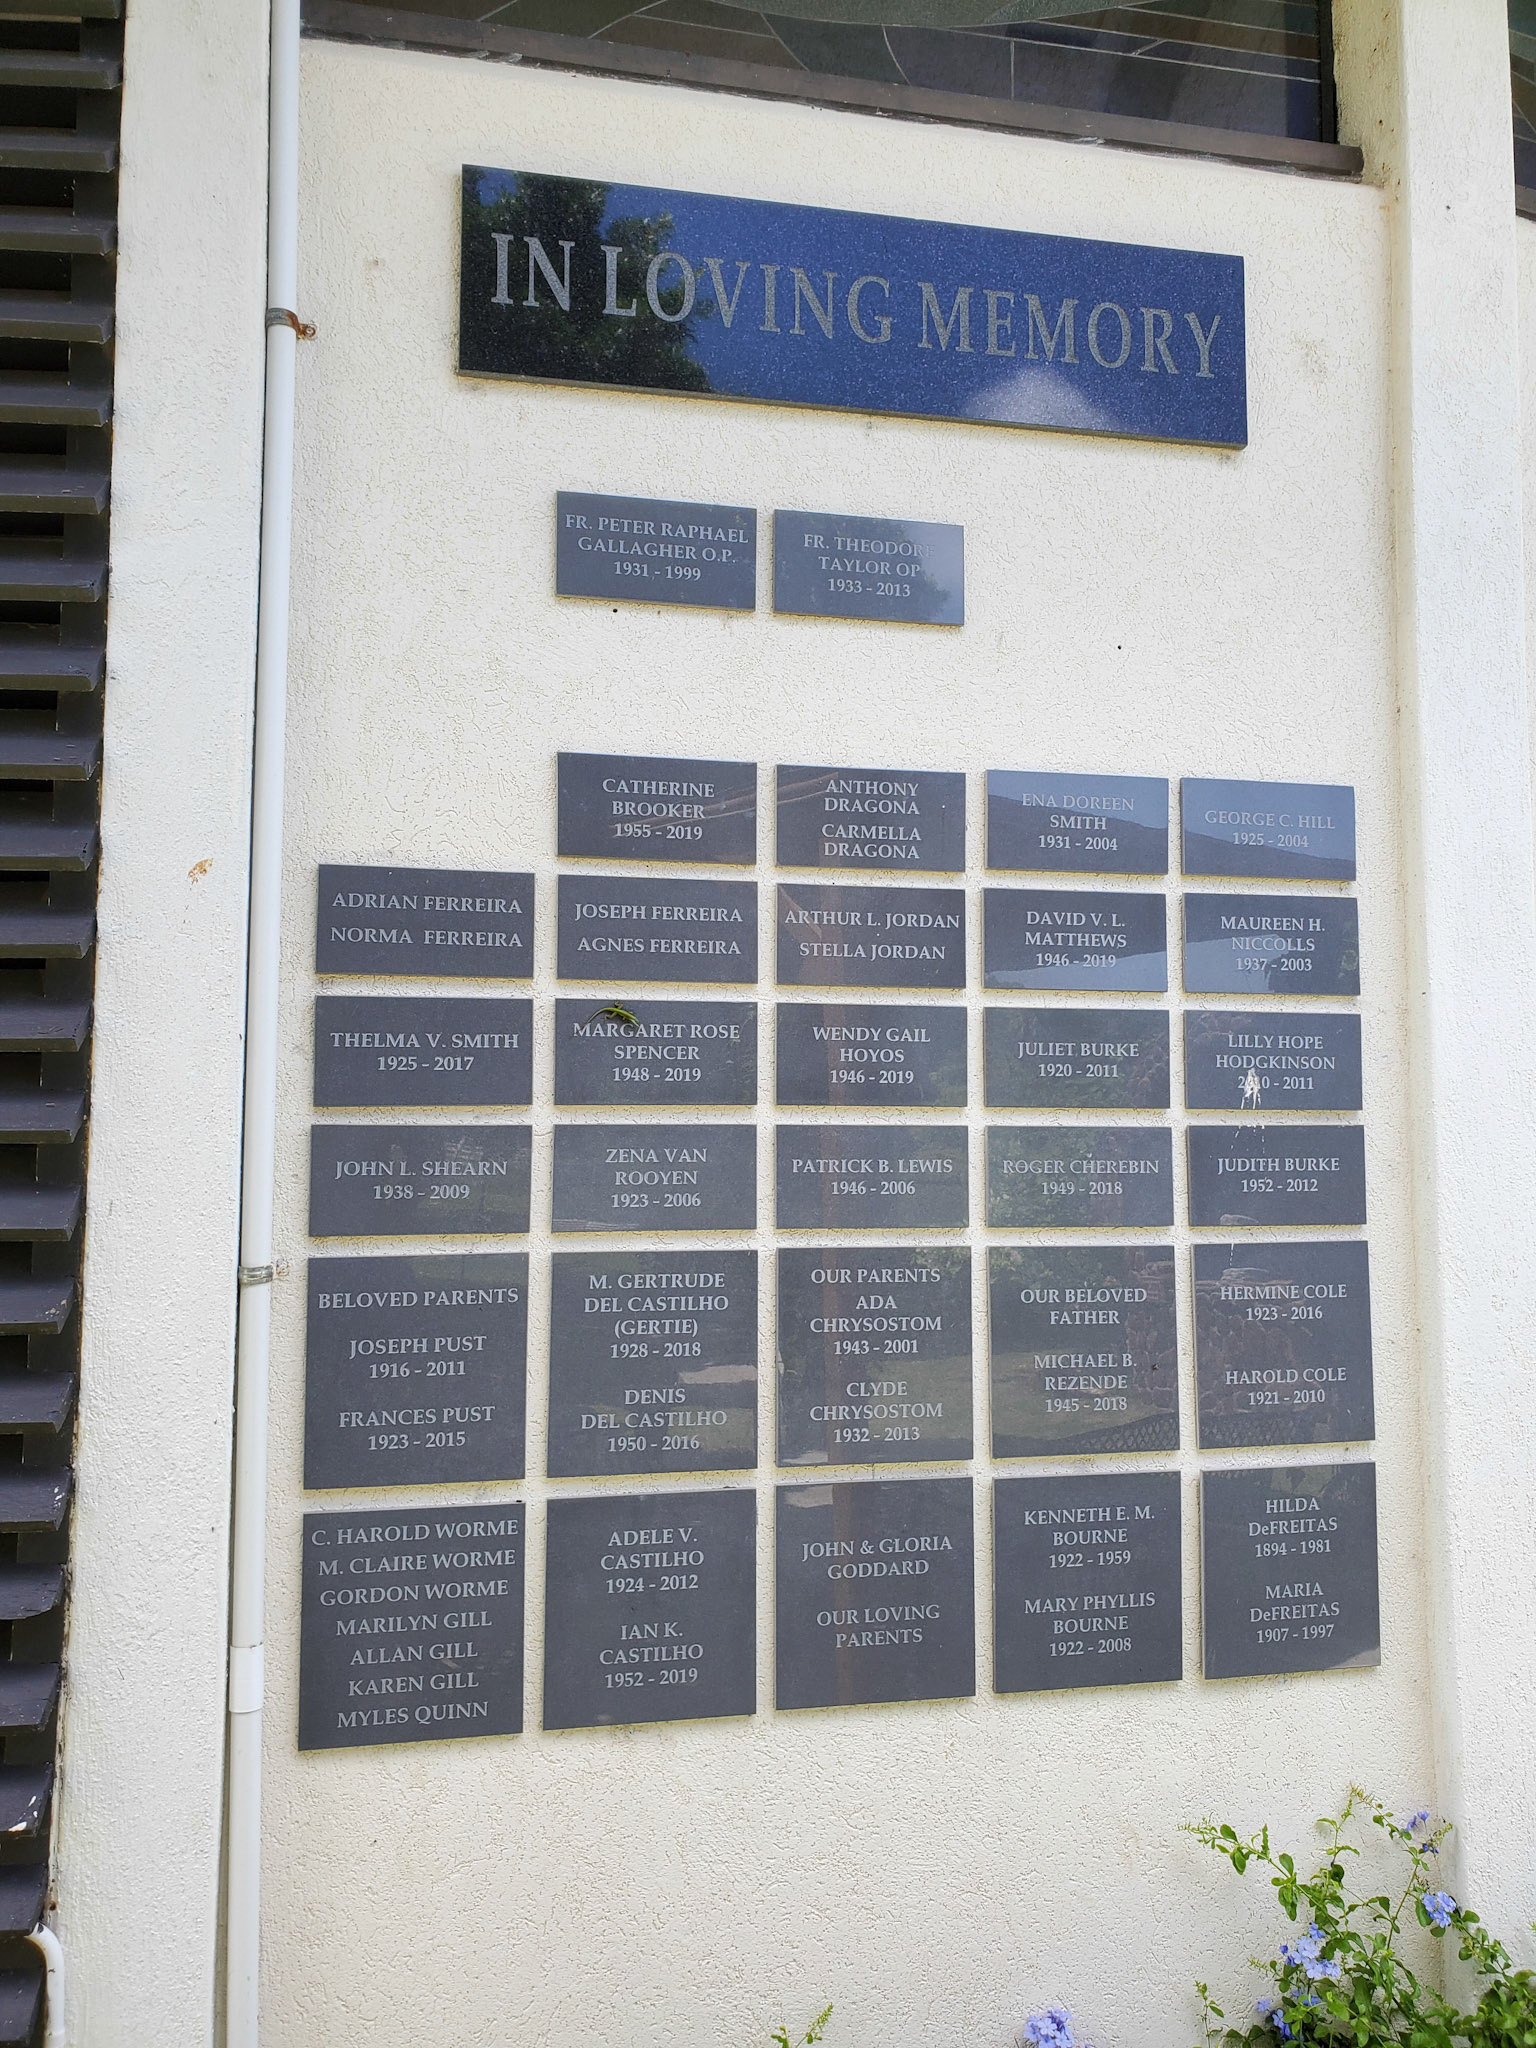 IN LOVING MEMORY
FR. PETER RAPHAEL
GALLAGHER O.P.
1931 - 1999
FR. THEODORE
TAYLOR OP
1933 - 2013
CATHERINE
BROOKER
1955 - 2019
ANTHONY
DRAGONA
CARMELLA
DRAGONA
ENA DOREEN
SMITH
1931 - 2004
GEORGE C. HILL
1925 - 2004
ADRIAN FERREIRA
NORMA FERREIRA
JOSEPH FERREIRA
AGNES FERREIRA
ARTHUR L. JORDAN
STELLA JORDAN
DAVID V. L.
MATTHEWS
1946 - 2019
MAUREEN H.
NICCOLLS
1937 - 2003
THELMA V. SMITH
1925 - 2017
MARGARET ROSE
SPENCER
1948 - 2019
WENDY GAIL
HOYOS
1946 - 2019
JULIET BURKE
1920 - 2011
LILLY HOPE
HODGKINSON
2010 - 2011
JOHN L. SHEARN
1938 - 2009
ZENA VAN
ROOYEN
1923 - 2006
PATRICK B. LEWIS
1946 - 2006
ROGER CHEREBIN
1949 - 2018
JUDITH BURKE
1952 - 2012
BELOVED PARENTS
JOSEPH PUST
1916 - 2011
FRANCES PUST
1923 - 2015
M. GERTRUDE
DEL CASTILHO
(GERTIE)
1928 - 2018
DENIS
DEL CASTILHO
1950 - 2016
OUR PARENTS
ADA
CHRYSOSTOM
1943 - 2001
CLYDE
CHRYSOSTOM
1932 - 2013
OUR BELOVED
FATHER
MICHAEL B.
REZENDE
1945 - 2018
HERMINE COLE
1923 - 2016
HAROLD COLE
1921 - 2010
C. HAROLD WORME
M. CLAIRE WORME
GORDON WORME
MARILYN GILL
ALLAN GILL
KAREN GILL
MYLES QUINN
ADELE V.
CASTILHO
1924 - 2012
IAN K.
CASTILHO
1952 - 2019
JOHN & GLORIA
GODDARD
OUR LOVING
PARENTS
KENNETH E. M.
BOURNE
1922 - 1959
MARY PHYLLIS
BOURNE
1922 - 2008
HILDA
DeFREITAS
1894 - 1981
MARIA
DeFREITAS
1907 - 1997